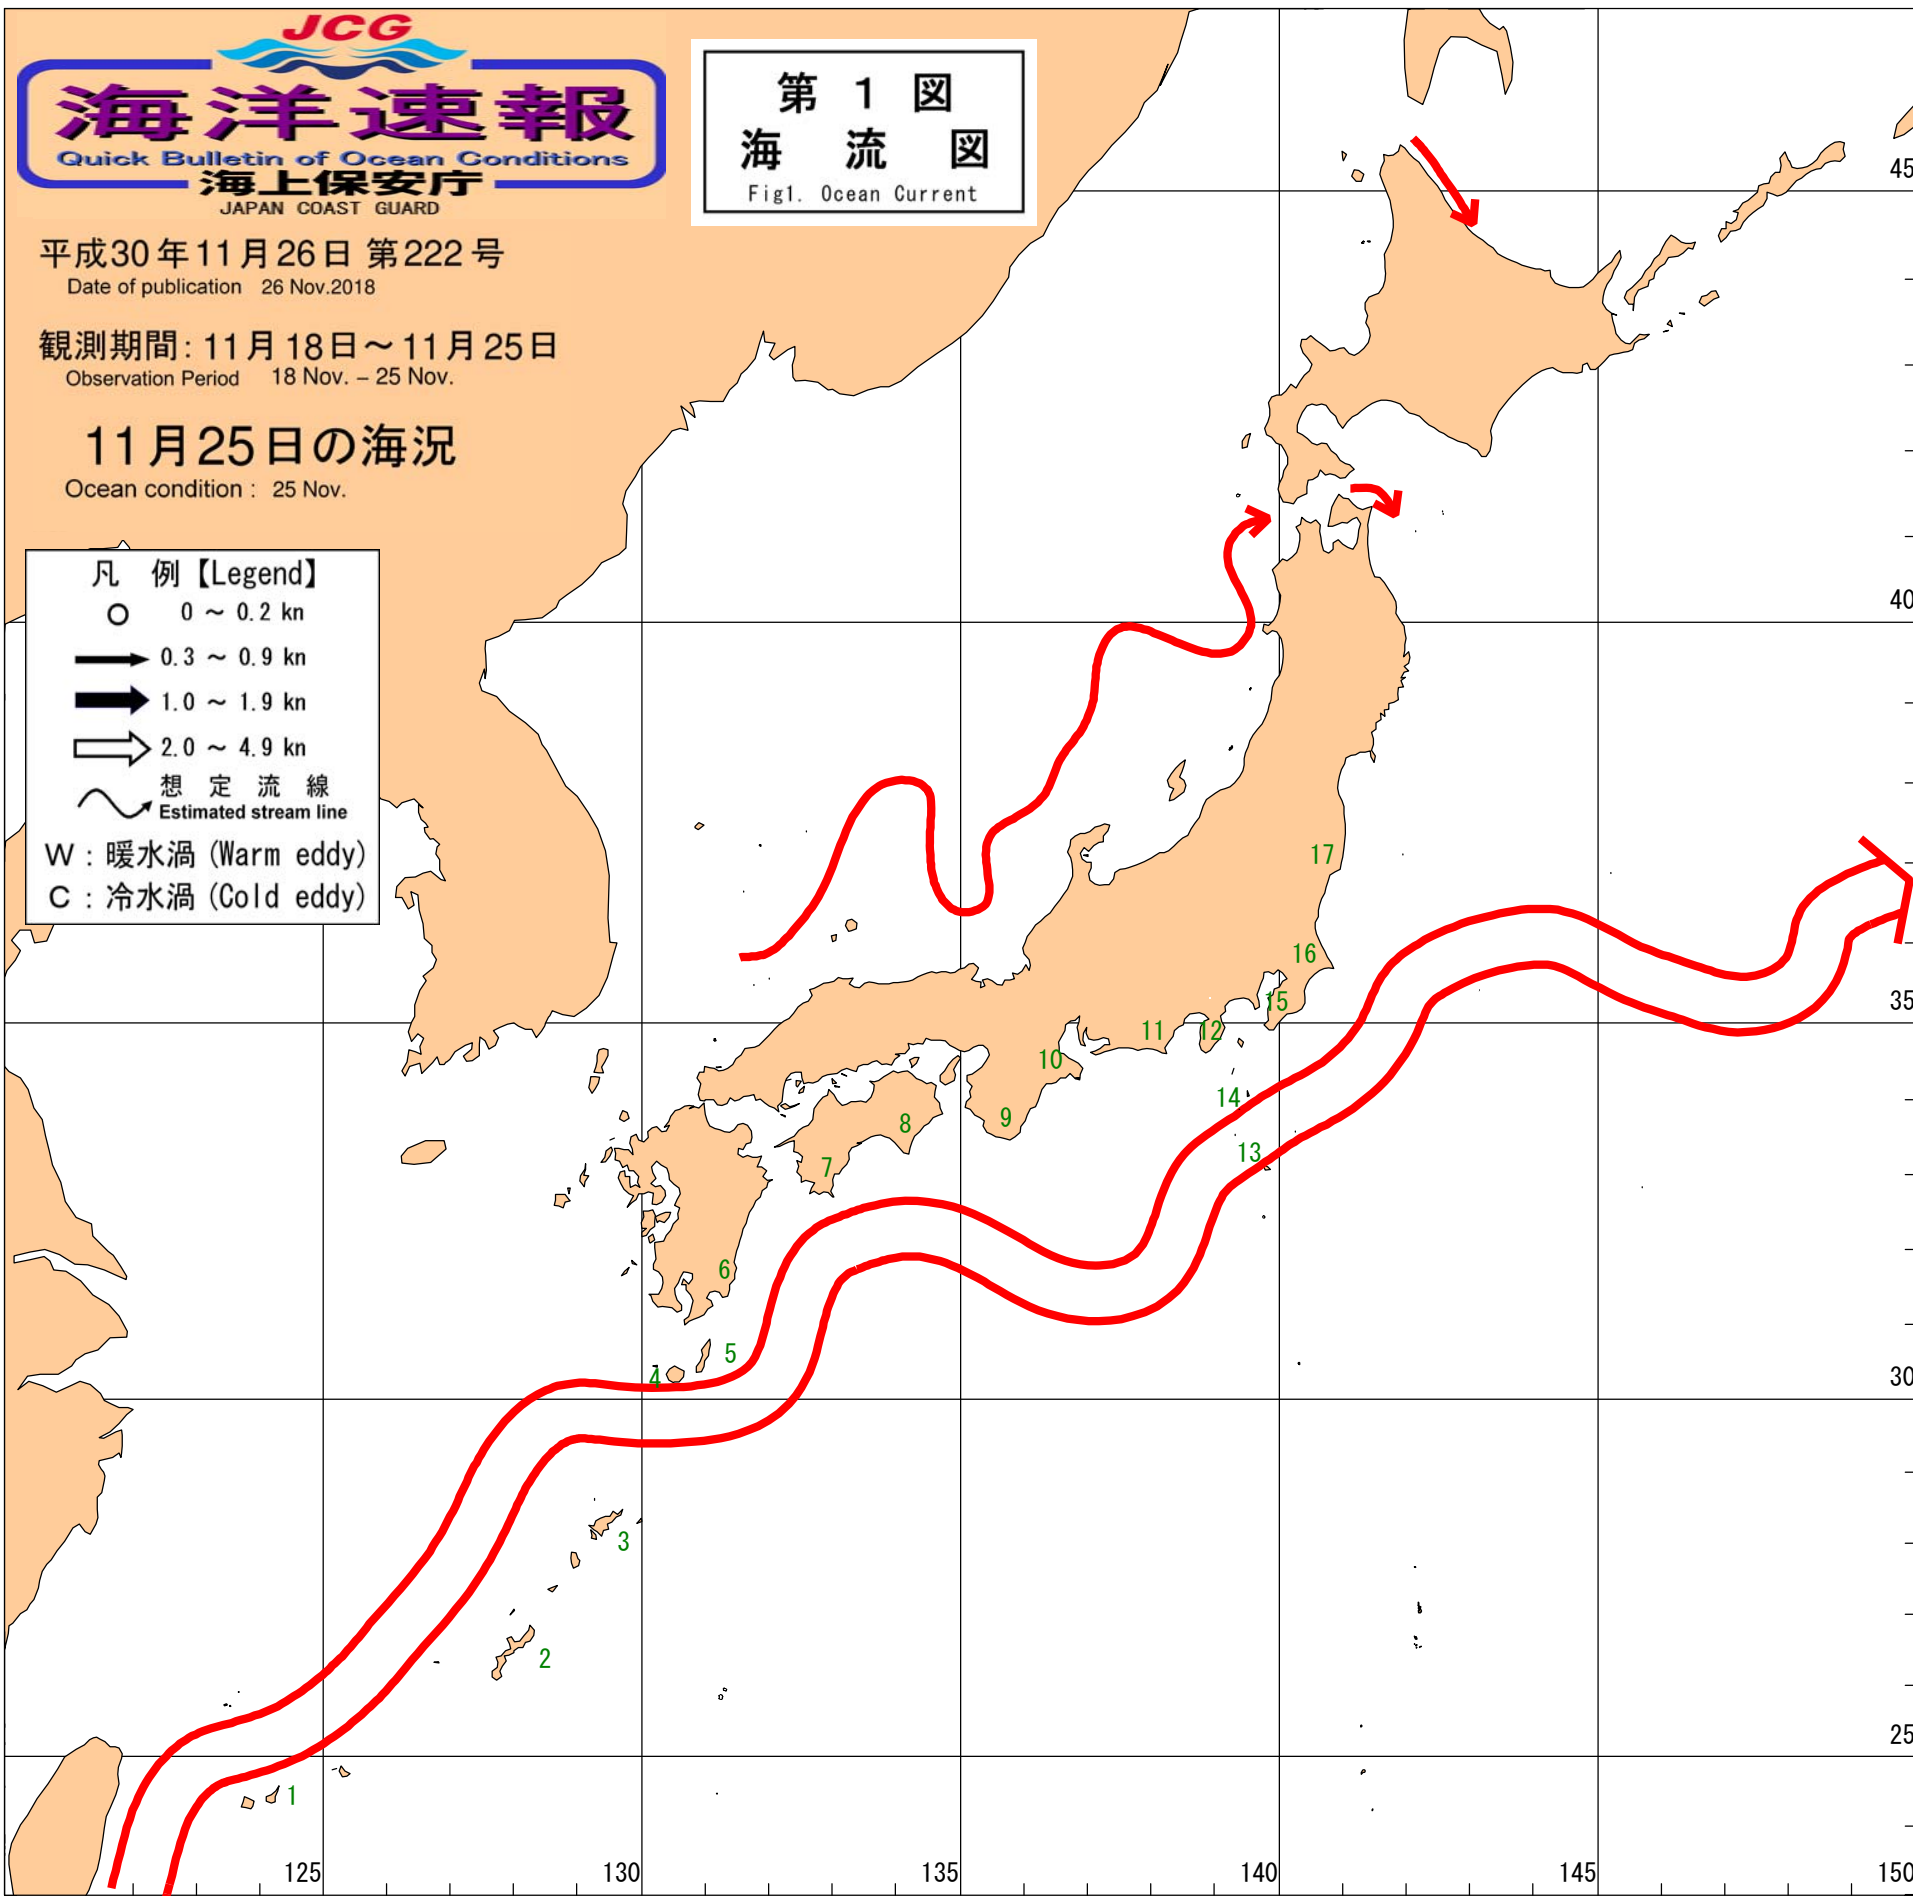 JCG
海洋速報
Quick Bulletin of Ocean Conditions
海上保安庁
JAPAN COAST GUARD
平成30年11月26日 第222号
Date of publication 26 Nov.2018
観測期間: 11月18日～11月25日
Observation Period 18 Nov. – 25 Nov.
11月25日の海況
Ocean condition : 25 Nov.
第 1 図
海 流 図
Fig1. Ocean Current
凡 例【Legend】
0 ～ 0.2 kn
0.3 ～ 0.9 kn
1.0 ～ 1.9 kn
2.0 ～ 4.9 kn
想 定 流 線
Estimated stream line
W : 暖水渦 (Warm eddy)
C : 冷水渦 (Cold eddy)
45
40
17
16
35
15
11
12
10
14
9
8
13
7
6
5
4
30
3
2
25
1
125
130
135
140
145
150